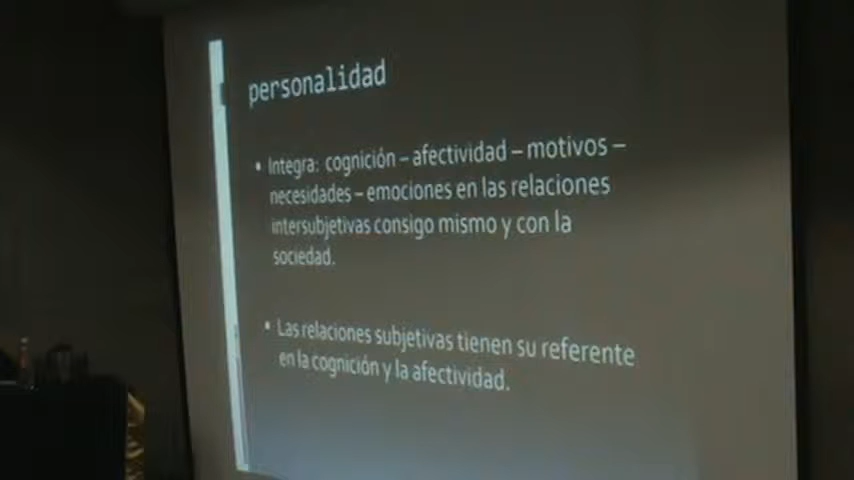 personalidad
• Integra: cognición – afectividad – motivos –
necesidades – emociones en las relaciones
intersubjetivas consigo mismo y con la
sociedad.
• Las relaciones subjetivas tienen su referente
en la cognición y la afectividad.